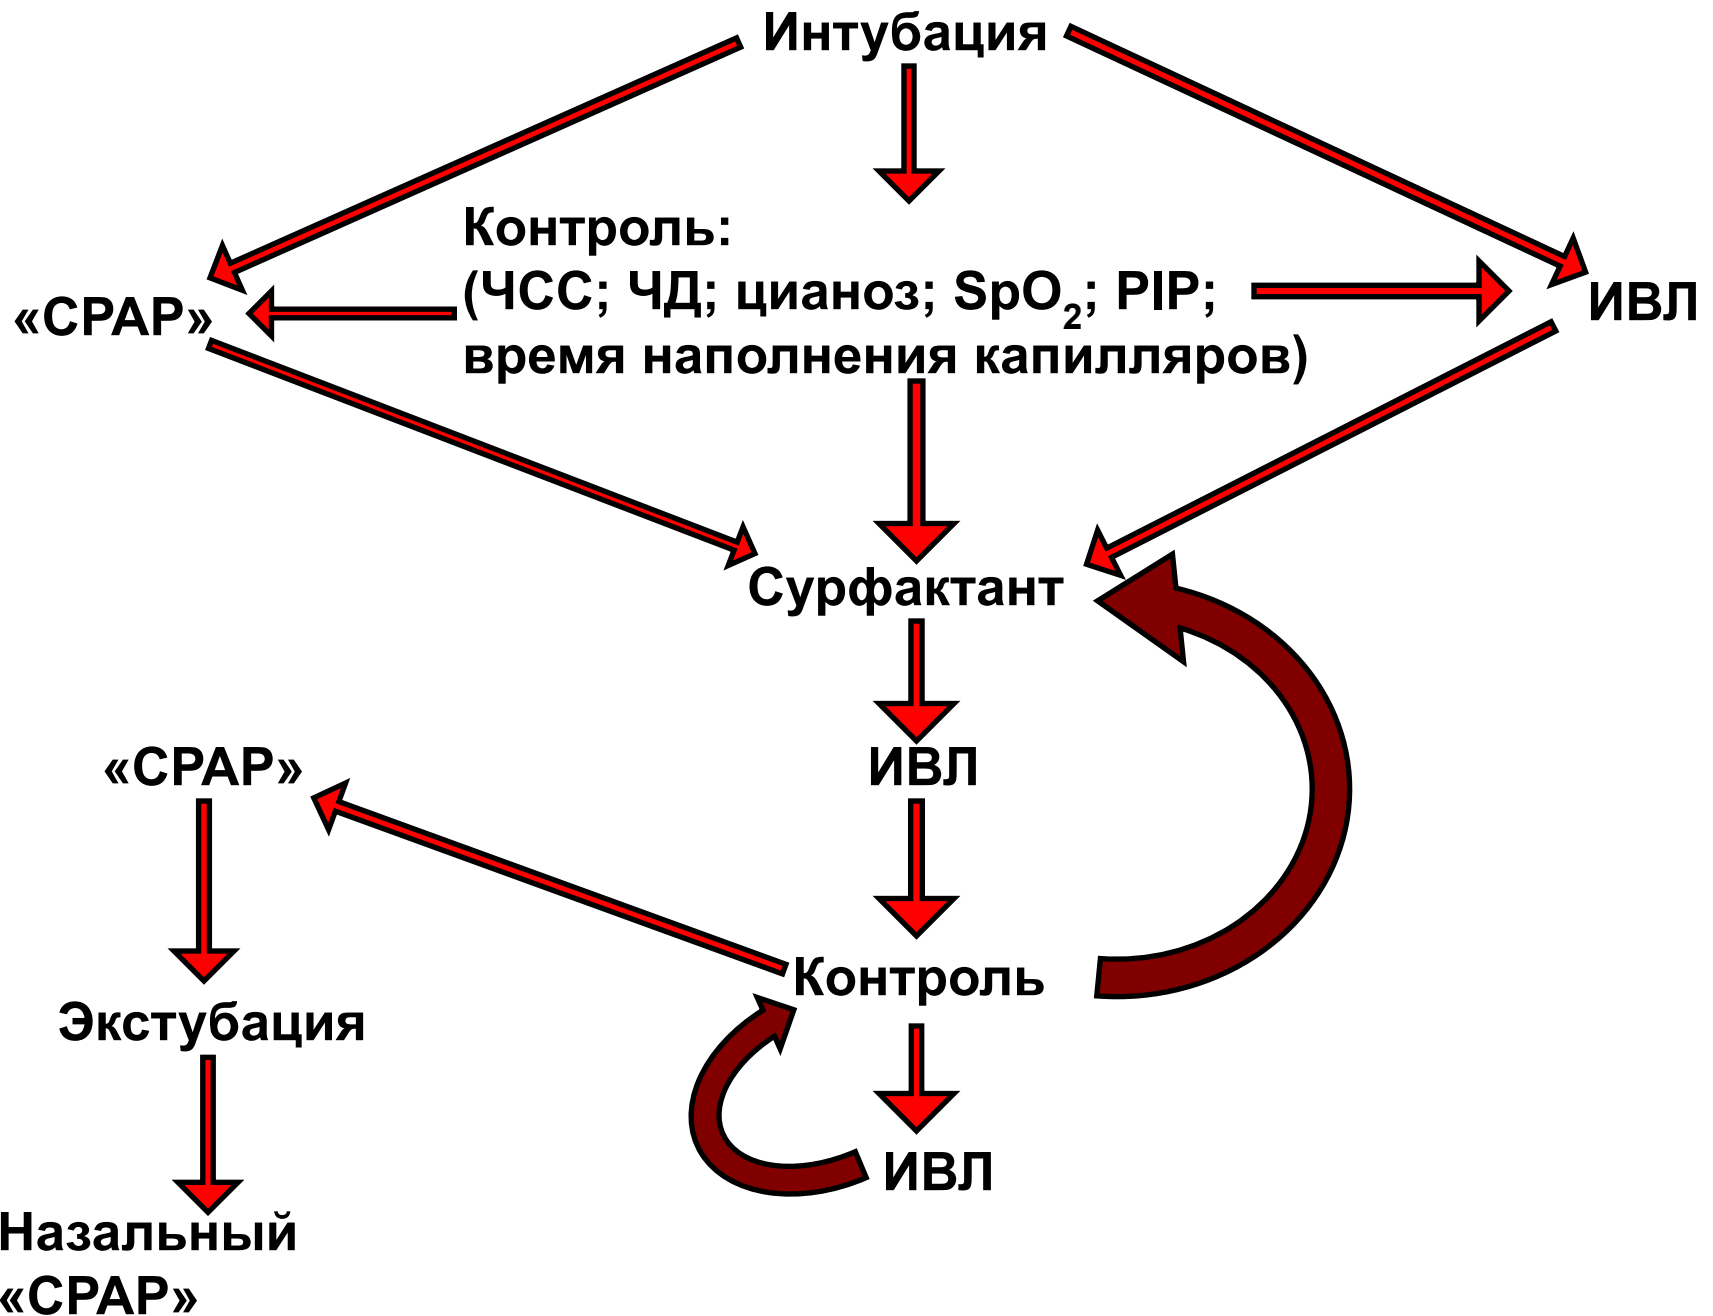 Интубация
Контроль:
(ЧСС; ЧД; цианоз; SpO₂; PIP;
время наполнения капилляров)
«CPAP»
ИВЛ
Сурфактант
«CPAP»
ИВЛ
Контроль
Экстубация
ИВЛ
Назальный
«CPAP»